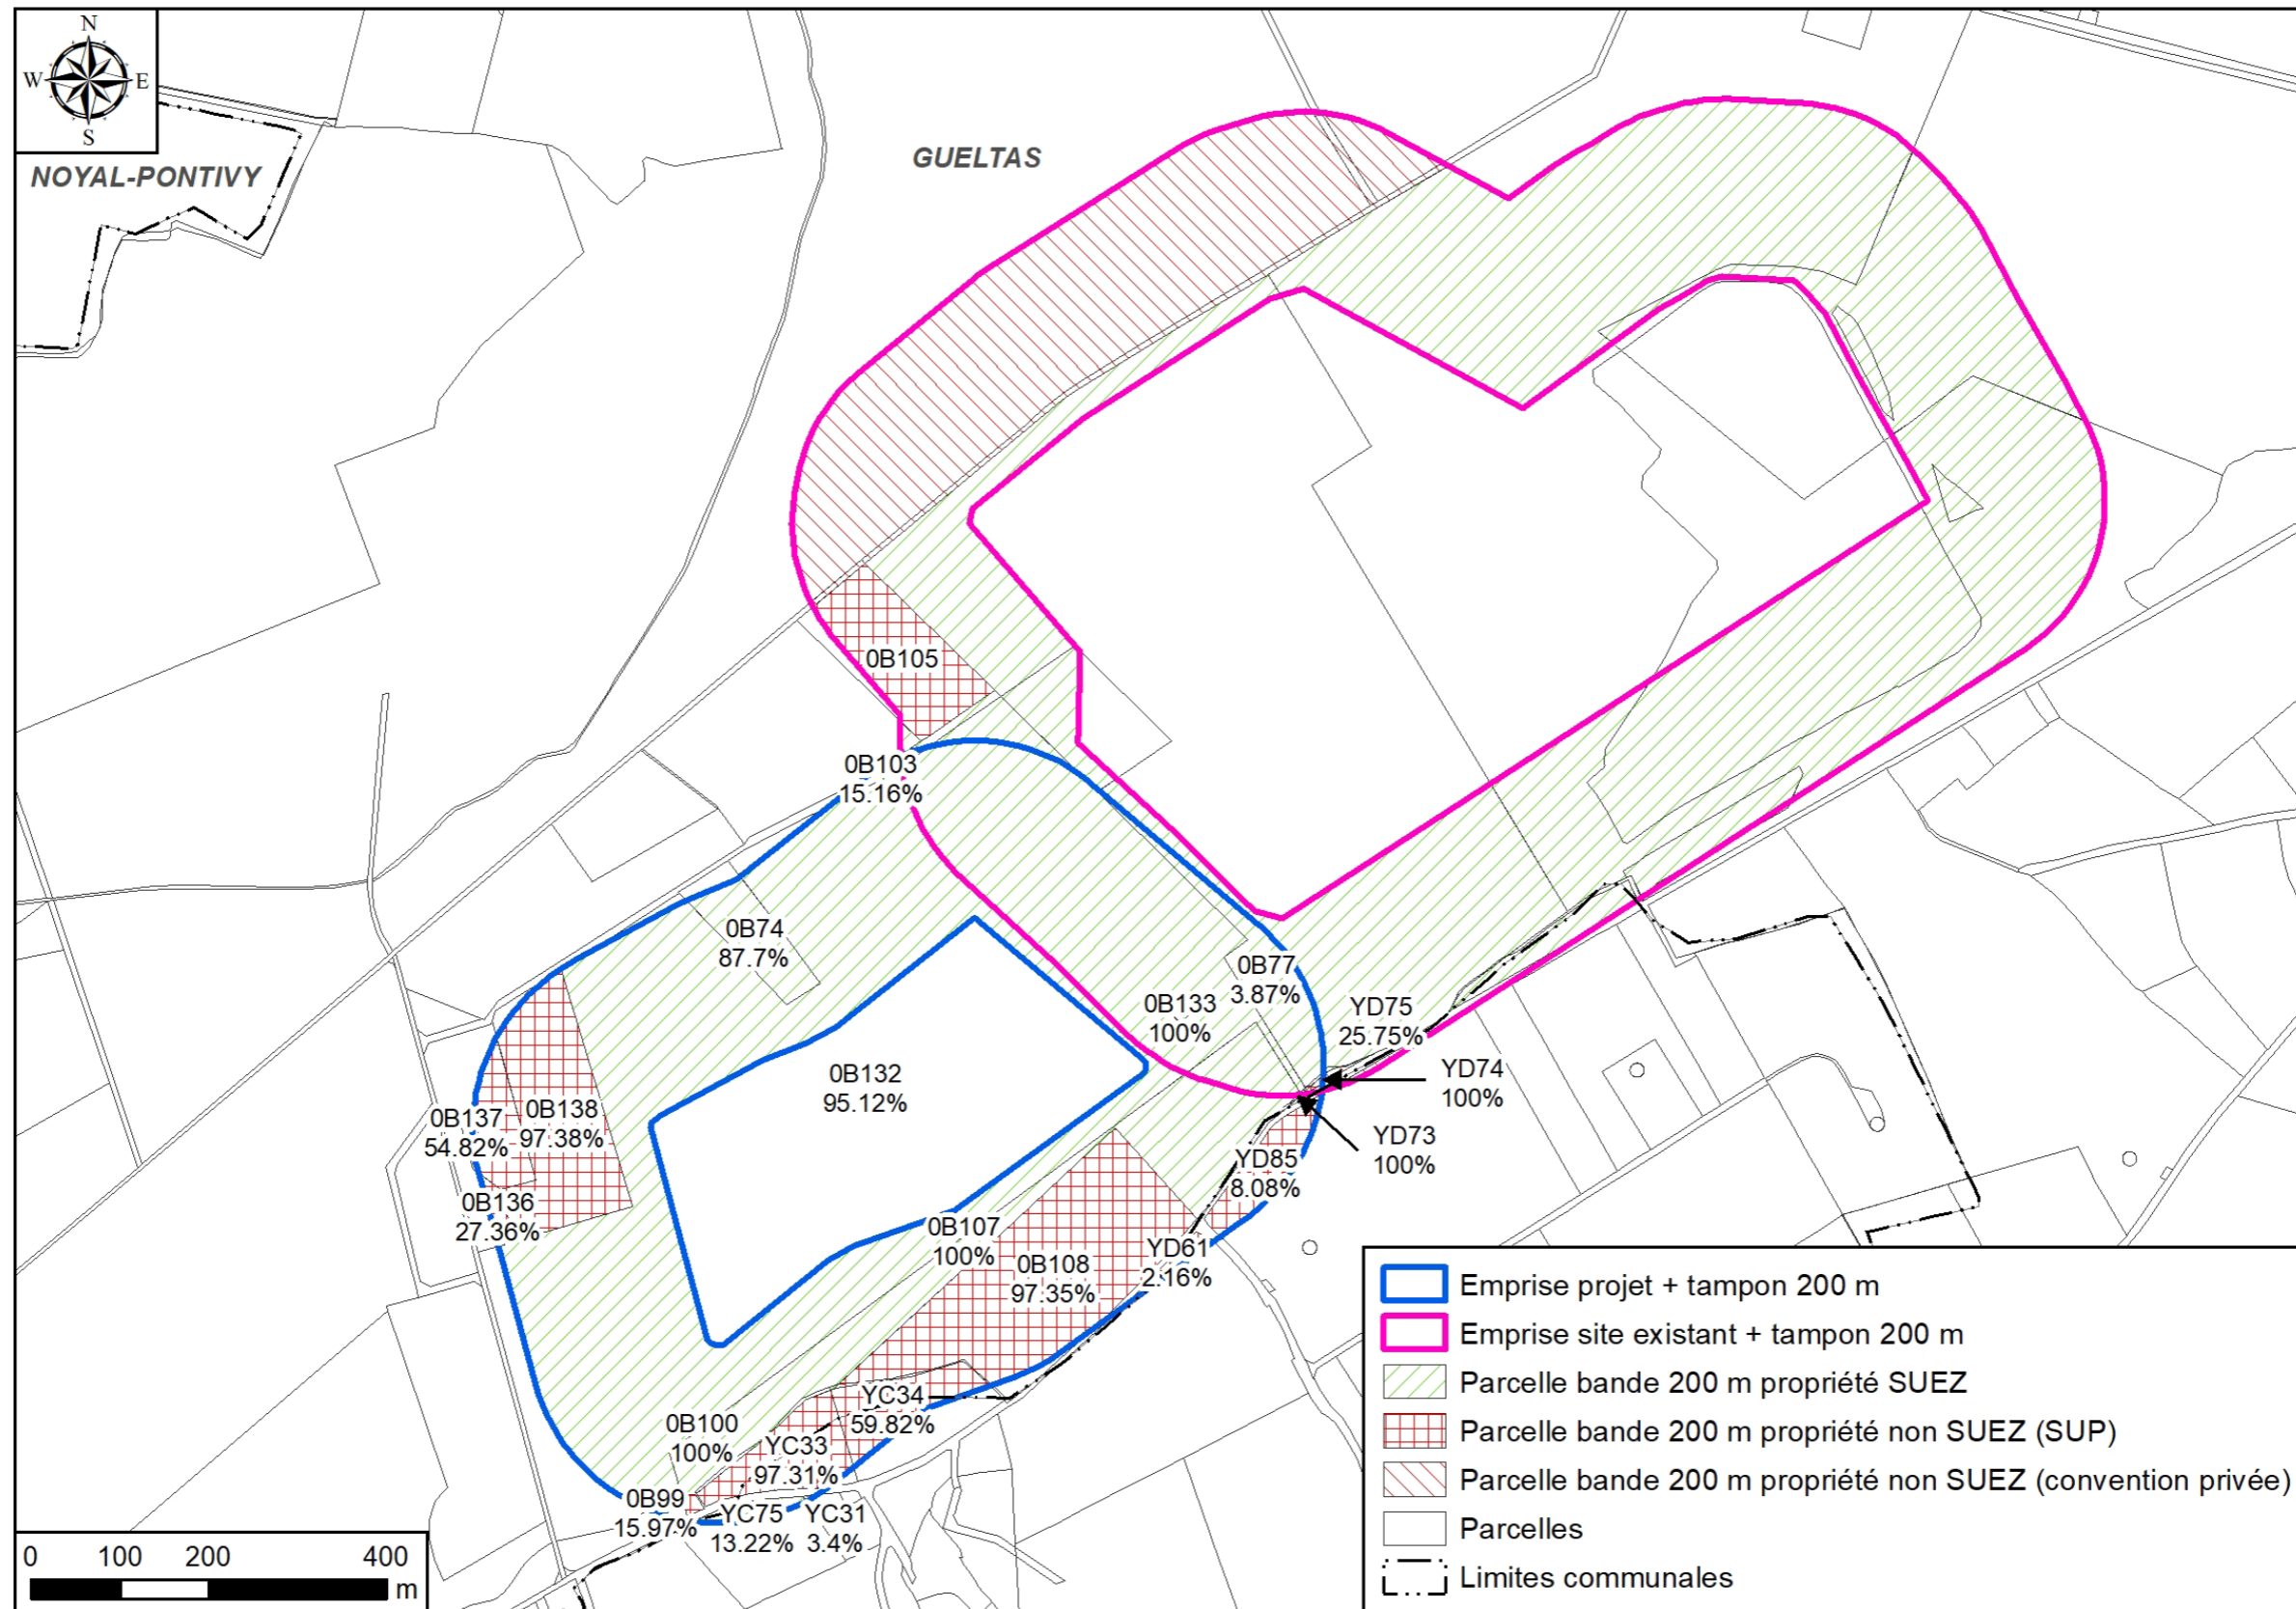 N
W
E
S
NOYAL-PONTIVY
GUELTAS
0B105
0B103
15.16%
0B74
87.7%
0B77
3.87%
0B133
100%
YD75
25.75%
YD74
100%
0B132
95.12%
0B137
54.82%
0B138
97.38%
YD73
100%
YD85
8.08%
0B136
27.36%
0B107
100%
0B108
97.35%
YD61
2.16%
YC34
59.82%
0B100
100%
YC33
97.31%
0B99
15.97%
YC75
13.22%
YC31
3.4%
0 100 200 400
m
Emprise projet + tampon 200 m
Emprise site existant + tampon 200 m
Parcelle bande 200 m propriété SUEZ
Parcelle bande 200 m propriété non SUEZ (SUP)
Parcelle bande 200 m propriété non SUEZ (convention privée)
Parcelles
Limites communales